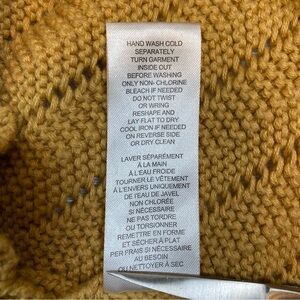 HAND WASH COLD
SEPARATELY
TURN GARMENT
INSIDE OUT
BEFORE WASHING
ONLY NON- CHLORINE
BLEACH IF NEEDED
DO NOT TWIST
OR WRING
RESHAPE AND
LAY FLAT TO DRY
COOL IRON IF NEEDED
ON REVERSE SIDE
OR DRY CLEAN
LAVER SÉPARÉMENT
À LA MAIN
À L'EAU FROIDE
TOURNER LE VÊTEMENT
À L'ENVERS UNIQUEMENT
DE L'EAU DE JAVEL
NON CHLORÉE
SI NÉCESSAIRE
NE PAS TORDRE
OU TORSIONNER
REMETTRE EN FORME
ET SÉCHER À PLAT
FER FRAIS SI AU BESOIN
OU NETTOYER À SEC